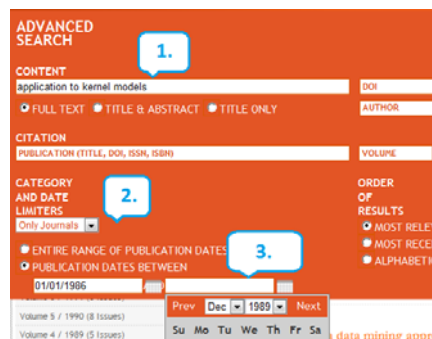 ADVANCED
SEARCH
1.
CONTENT
application to kernel models
DOI
FULL TEXT TITLE & ABSTRACT TITLE ONLY
AUTHOR
CITATION
PUBLICATION (TITLE, DOI, ISSN, ISBN)
VOLUME
CATEGORY
AND DATE
LIMITERS
2.
ORDER
OF
RESULTS
Only Journals
MOST RELE
ENTIRE RANGE OF PUBLICATION DATES
3.
MOST RECE
PUBLICATION DATES BETWEEN
ALPHABETI
01/01/1986
Prev Dec 1989 Next
Volume 5 / 1990 (8 Issues)
Su Mo Tu We Th Fr Sa
Volume 4 / 1989 (5 Issues)
data mining appr